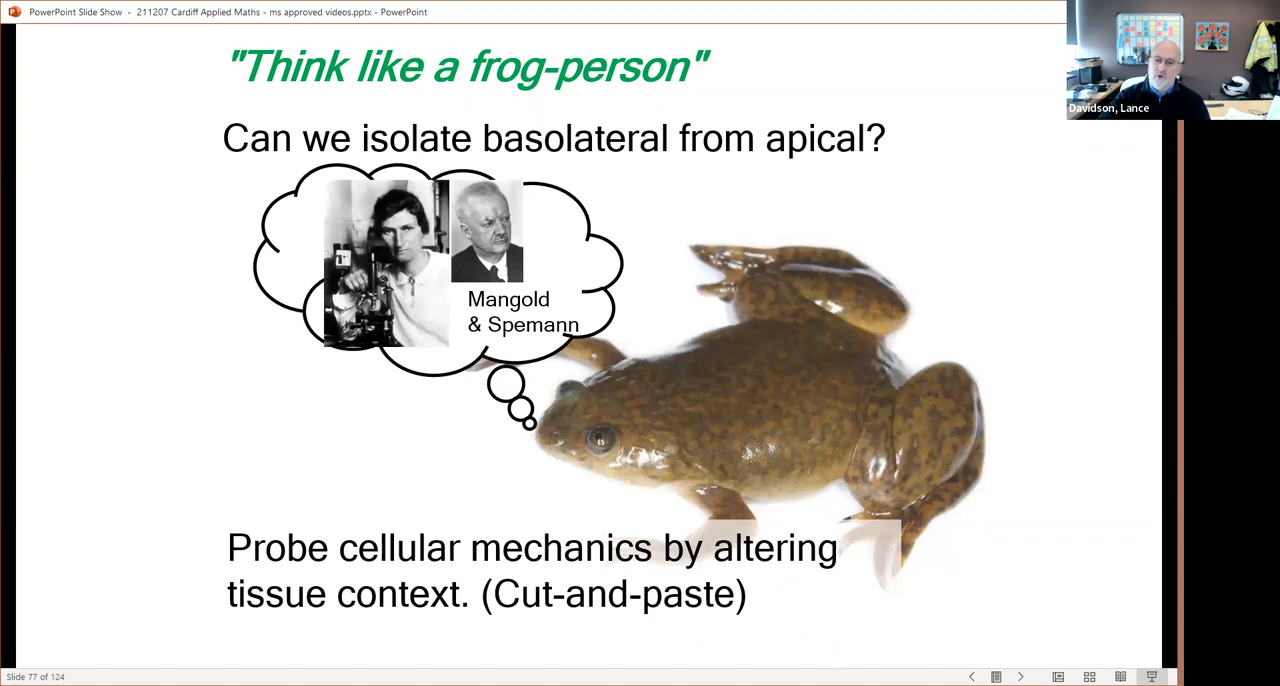 PowerPoint Slide Show - 211207 Cardiff Applied Maths - ms approved videos.pptx - PowerPoint
"Think like a frog-person"
Davidson, Lance
Can we isolate basolateral from apical?
Mangold
& Spemann
Probe cellular mechanics by altering
tissue context. (Cut-and-paste)
Slide 77 of 124